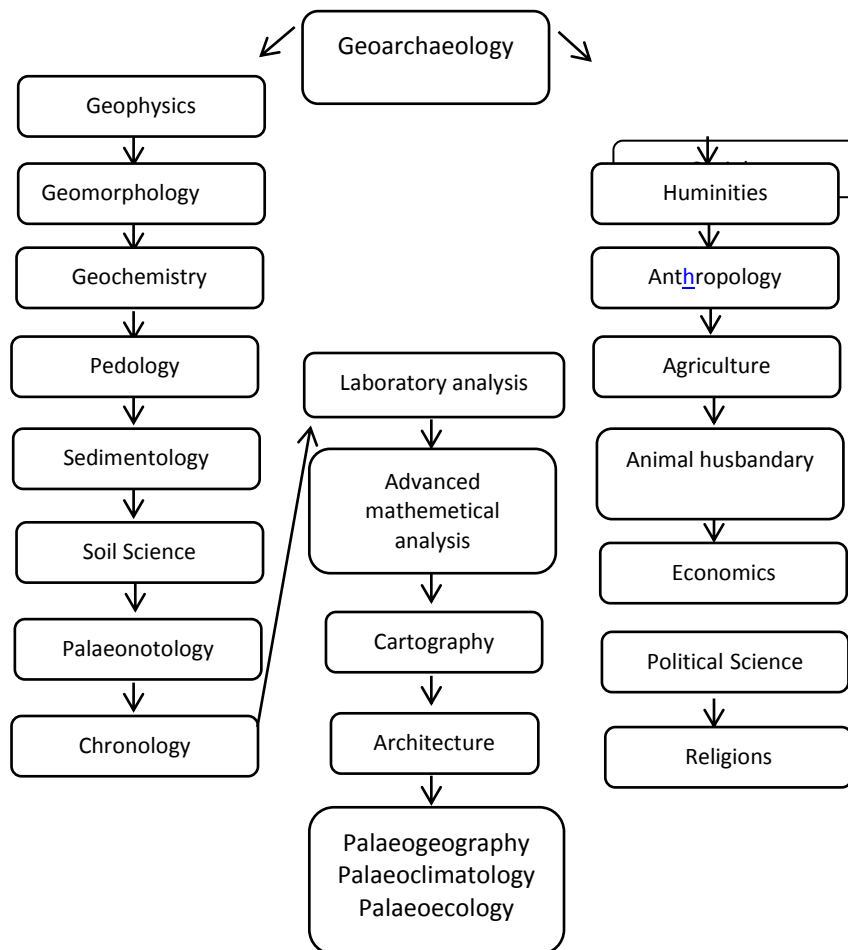 Geoarchaeology
Geophysics
Geomorphology
Geochemistry
Pedology
Sedimentology
Soil Science
Palaeonotology
Chronology
Laboratory analysis
Advanced
mathemetical
analysis
Cartography
Architecture
Palaeogeography
Palaeoclimatology
Palaeoecology
Huminities
Anthropology
Agriculture
Animal husbandary
Economics
Political Science
Religions